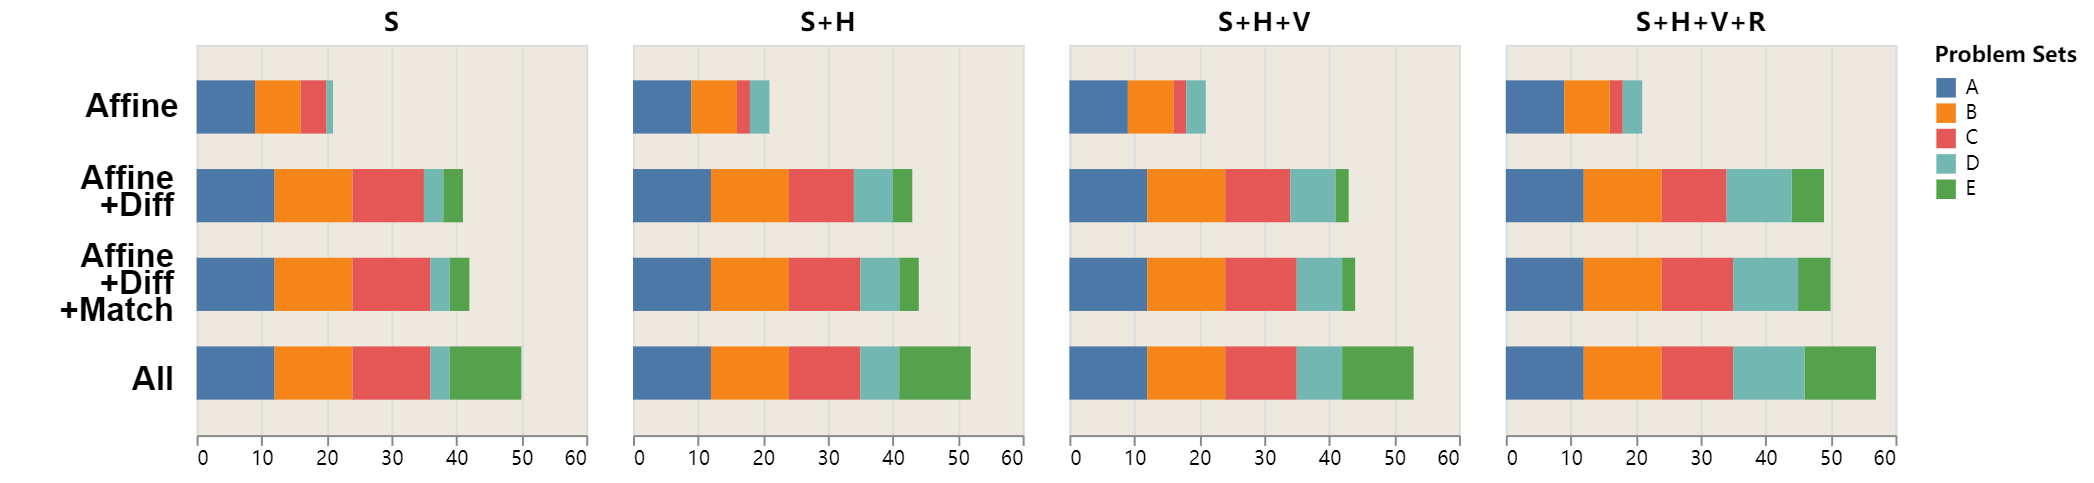 S
S+H
S+H+V
S+H+V+R
Problem Sets
A
B
C
D
E
Affine
Affine
+Diff
Affine
+Diff
+Match
All
0 10 20 30 40 50 60
0 10 20 30 40 50 60
0 10 20 30 40 50 60
0 10 20 30 40 50 60